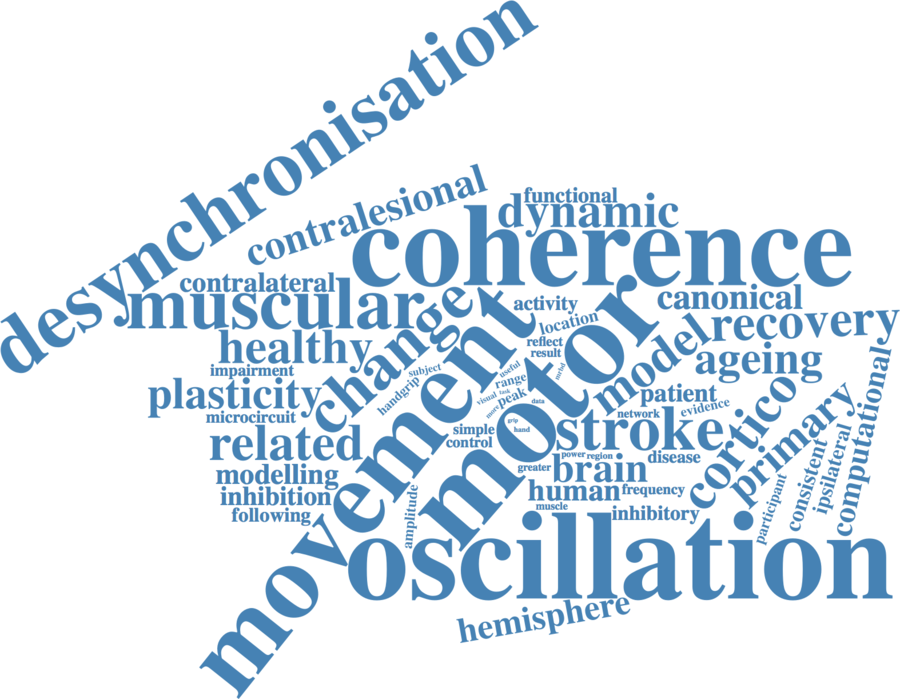 desynchronisation
contralesional
functional
dynamic
coherence
contralateral
muscular
change
activity
canonical
location
motor
model
recovery
healthy
reflect
result
ageing
impairment
subject
handgrip
useful
range
mrbd
visual
task
peak
more
data
plasticity
patient
network
evidence
microcircuit
movement
grip
hand
simple
control
stroke
cortico
primary
computational
related
power
region
disease
greater
brain
consistent
ipsilateral
modelling
human
frequency
participant
inhibition
amplitude
muscle
inhibitory
following
oscillation
hemisphere